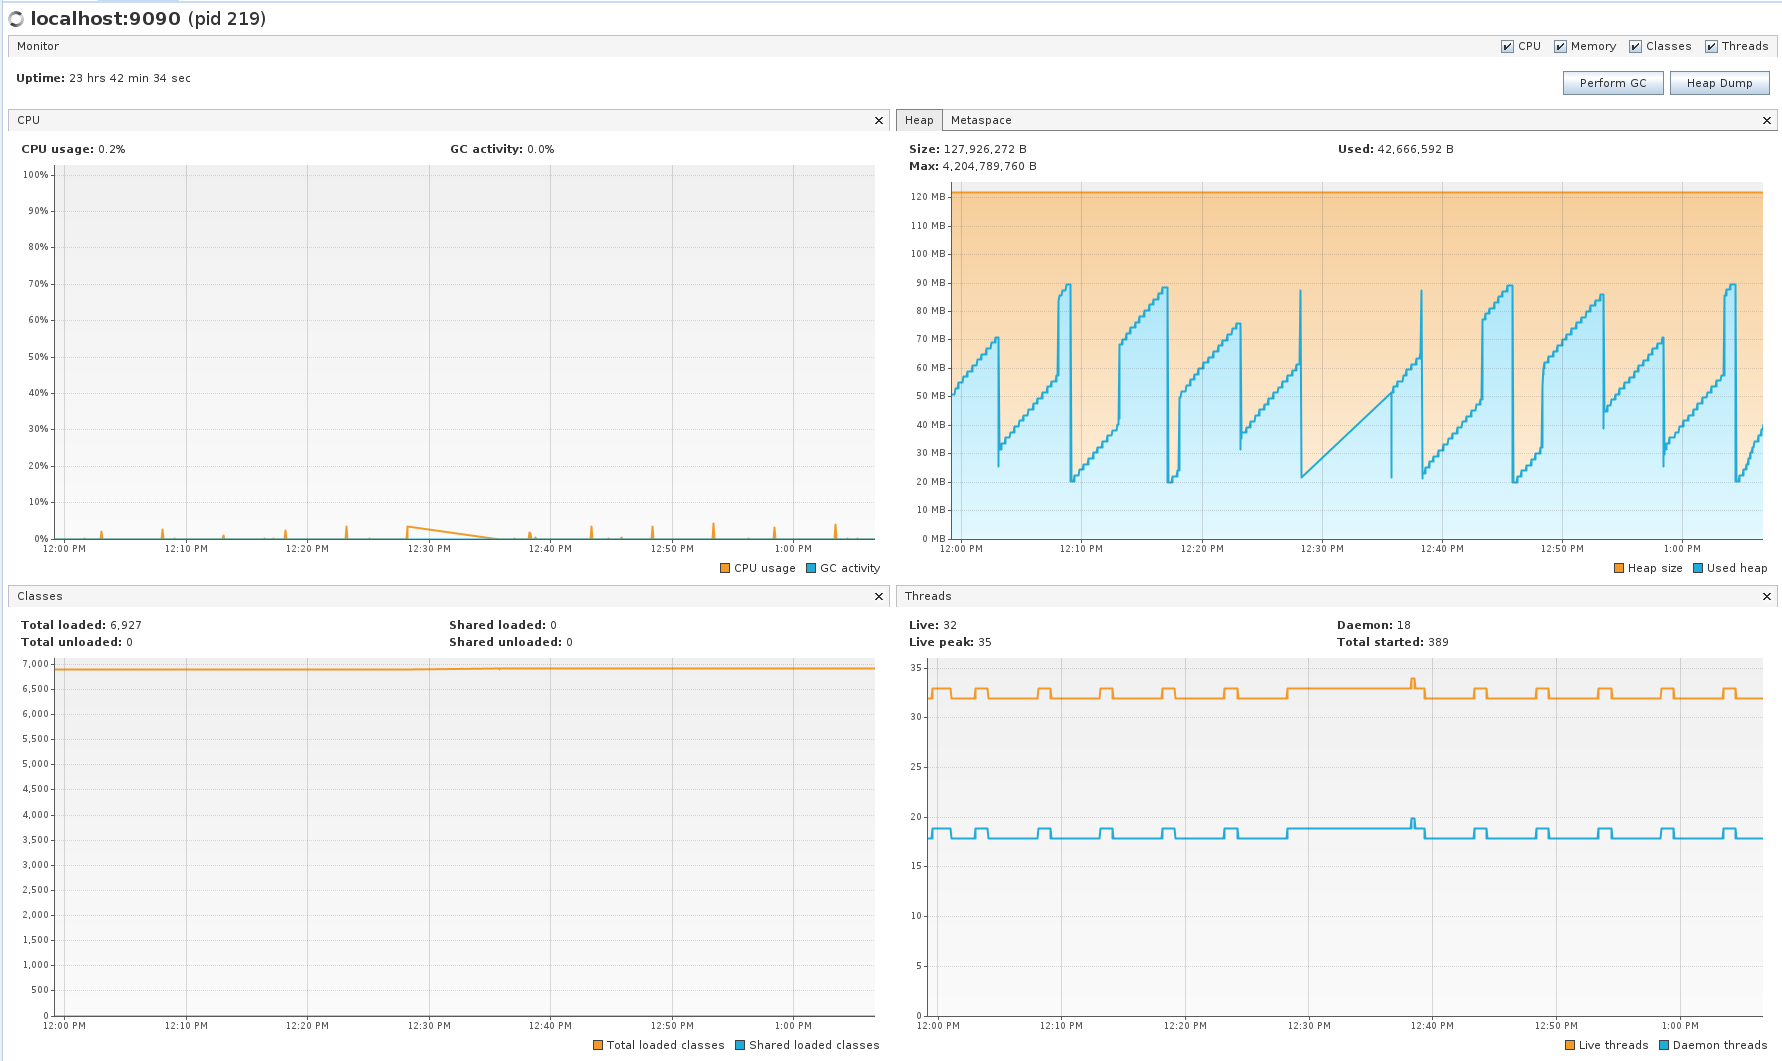 localhost:9090 (pid 219)
Monitor
CPU Memory Classes Threads
Uptime: 23 hrs 42 min 34 sec
Perform GC Heap Dump
CPU
CPU usage: 0.2% GC activity: 0.0%
100%
90%
80%
70%
60%
50%
40%
30%
20%
10%
0%
12:00 PM 12:10 PM 12:20 PM 12:30 PM 12:40 PM 12:50 PM 1:00 PM
CPU usage GC activity
Heap Metaspace
Size: 127,926,272 B Used: 42,666,592 B
Max: 4,204,789,760 B
120 MB
110 MB
100 MB
90 MB
80 MB
70 MB
60 MB
50 MB
40 MB
30 MB
20 MB
10 MB
0 MB
12:00 PM 12:10 PM 12:20 PM 12:30 PM 12:40 PM 12:50 PM 1:00 PM
Heap size Used heap
Classes
Total loaded: 6,927 Shared loaded: 0
Total unloaded: 0 Shared unloaded: 0
7,000
6,500
6,000
5,500
5,000
4,500
4,000
3,500
3,000
2,500
2,000
1,500
1,000
500
0
12:00 PM 12:10 PM 12:20 PM 12:30 PM 12:40 PM 12:50 PM 1:00 PM
Total loaded classes Shared loaded classes
Threads
Live: 32 Daemon: 18
Live peak: 35 Total started: 389
35
30
25
20
15
10
5
0
12:00 PM 12:10 PM 12:20 PM 12:30 PM 12:40 PM 12:50 PM 1:00 PM
Live threads Daemon threads